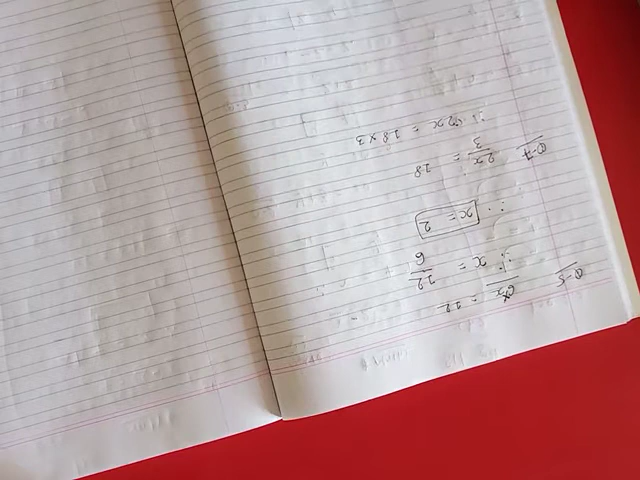 Q-5 6x = 12
∴ x = 12/6
∴ x = 2
Q-7 2x/3 = 18
∴ 2x = 18 × 3